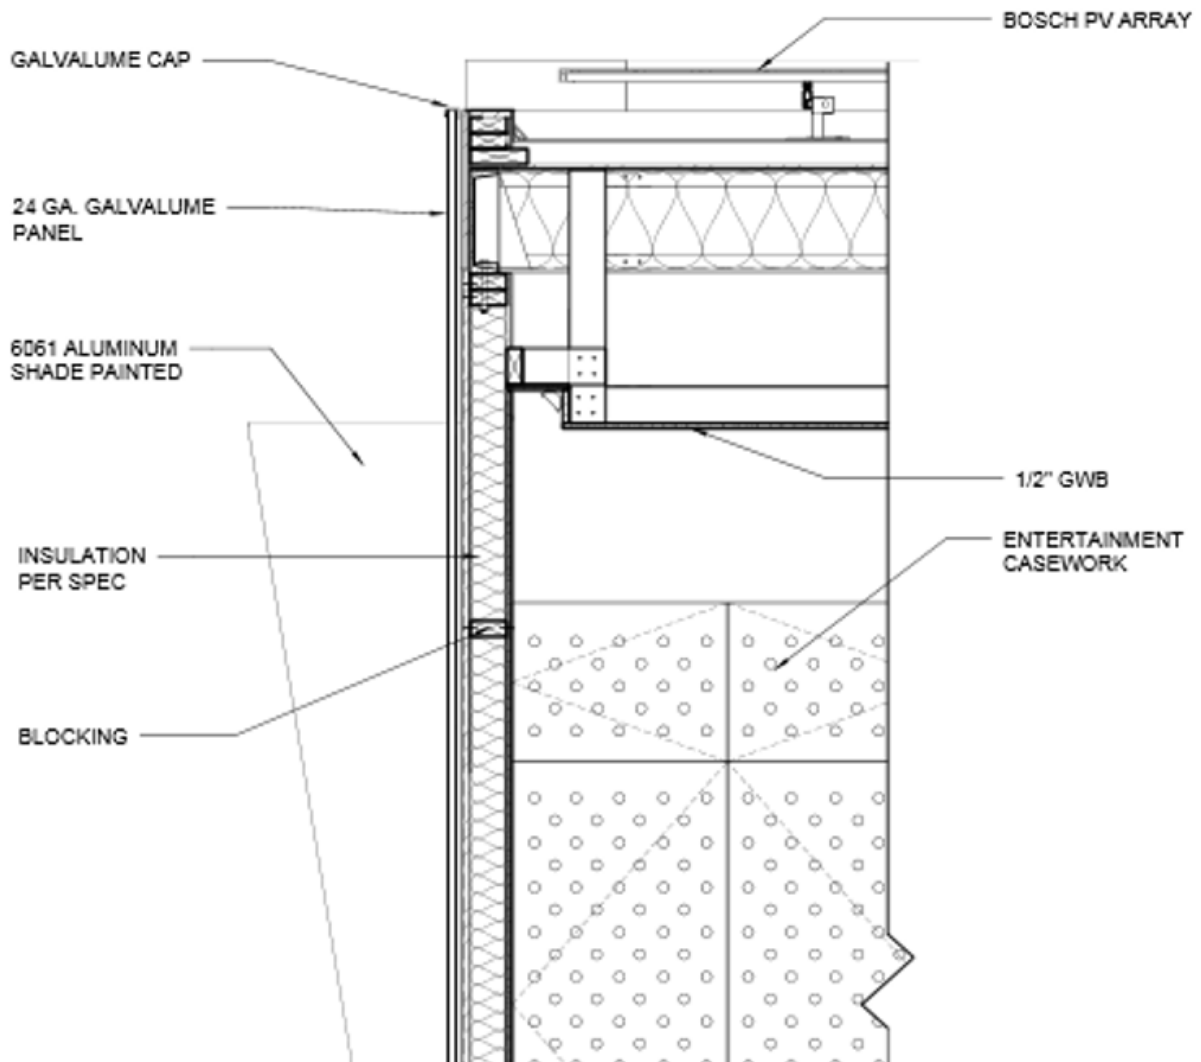 BOSCH PV ARRAY
GALVALUME CAP
24 GA. GALVALUME
PANEL
6061 ALUMINUM
SHADE PAINTED
1/2" GWB
INSULATION
PER SPEC
ENTERTAINMENT
CASEWORK
BLOCKING